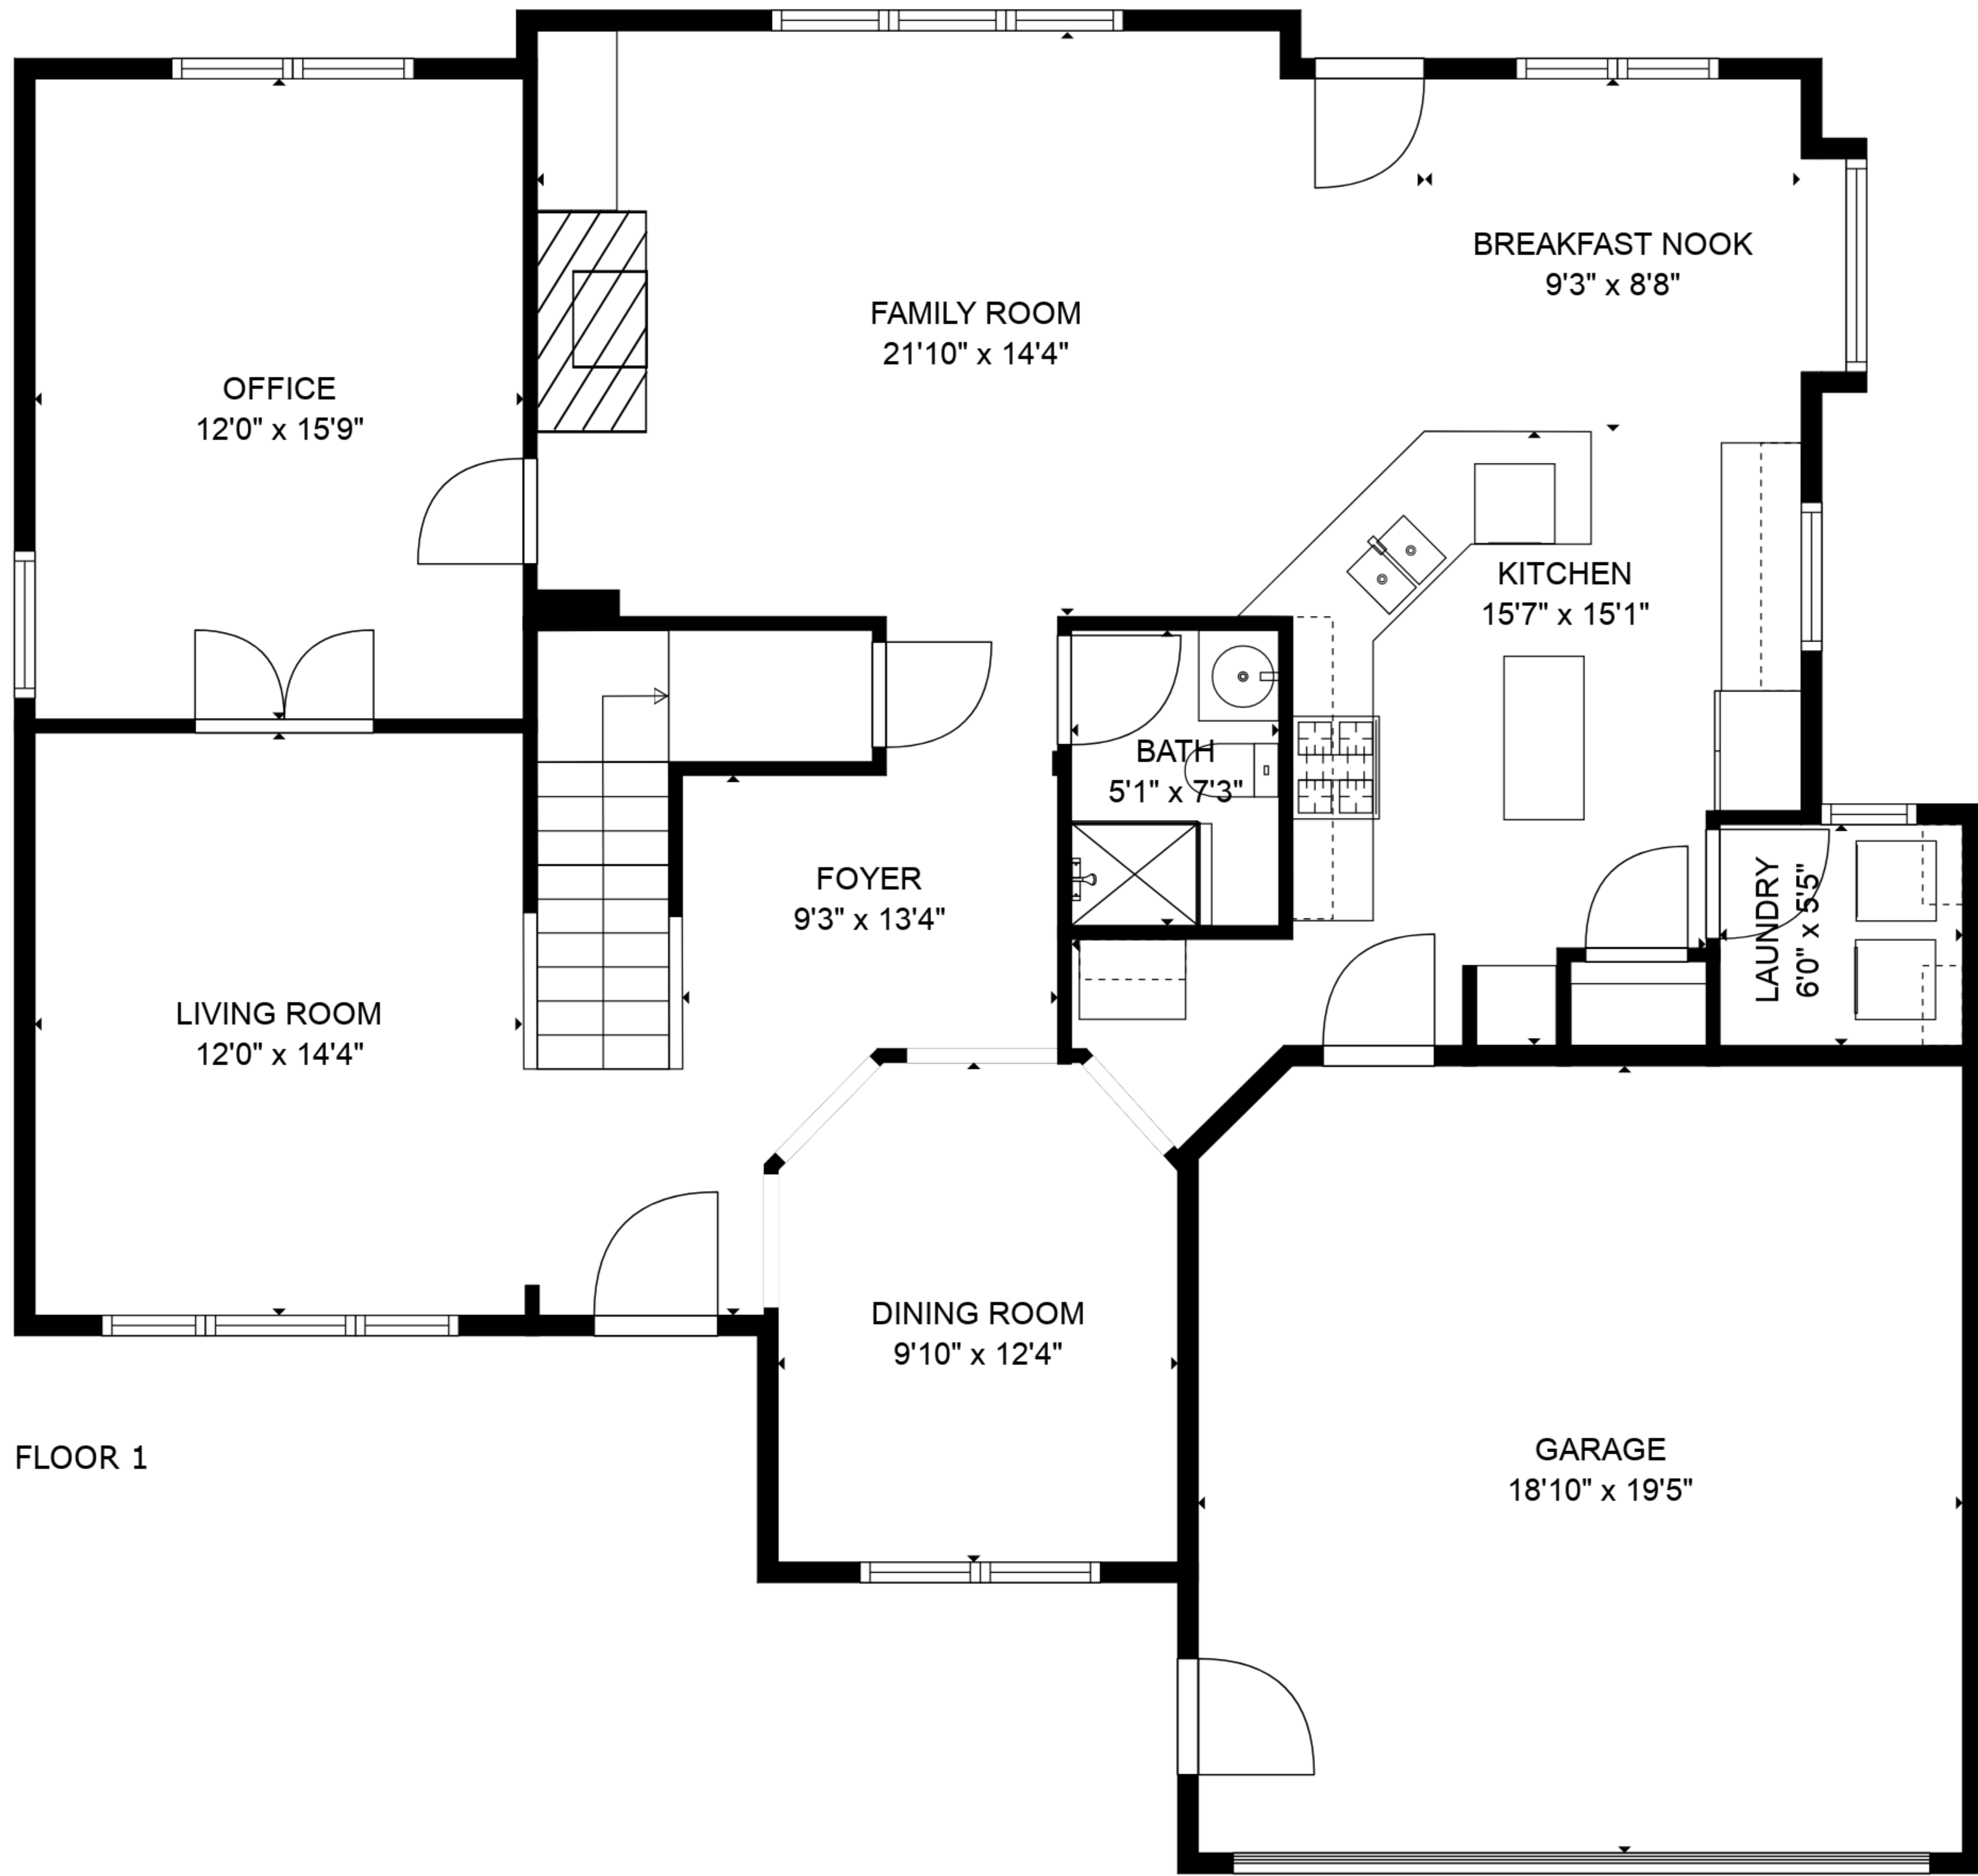 BREAKFAST NOOK
9'3" x 8'8"
FAMILY ROOM
21'10" x 14'4"
OFFICE
12'0" x 15'9"
KITCHEN
15'7" x 15'1"
BATH
5'1" x 7'3"
FOYER
9'3" x 13'4"
LAUNDRY
6'0" x 5'5"
LIVING ROOM
12'0" x 14'4"
DINING ROOM
9'10" x 12'4"
GARAGE
18'10" x 19'5"
FLOOR 1